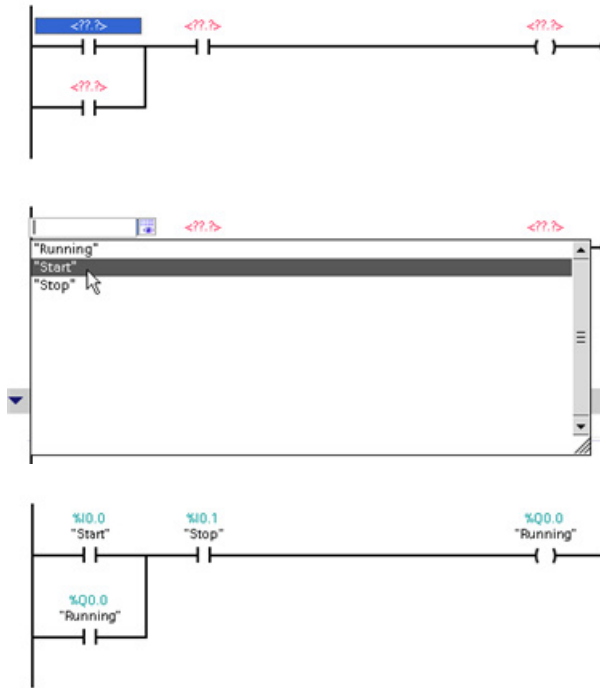 <??.?> <??.?> <??.?>
<??.?>
<??.?> <??.?>
"Running"
"Start"
"Stop"
%I0.0 %I0.1 %Q0.0
"Start" "Stop" "Running"
%Q0.0
"Running"